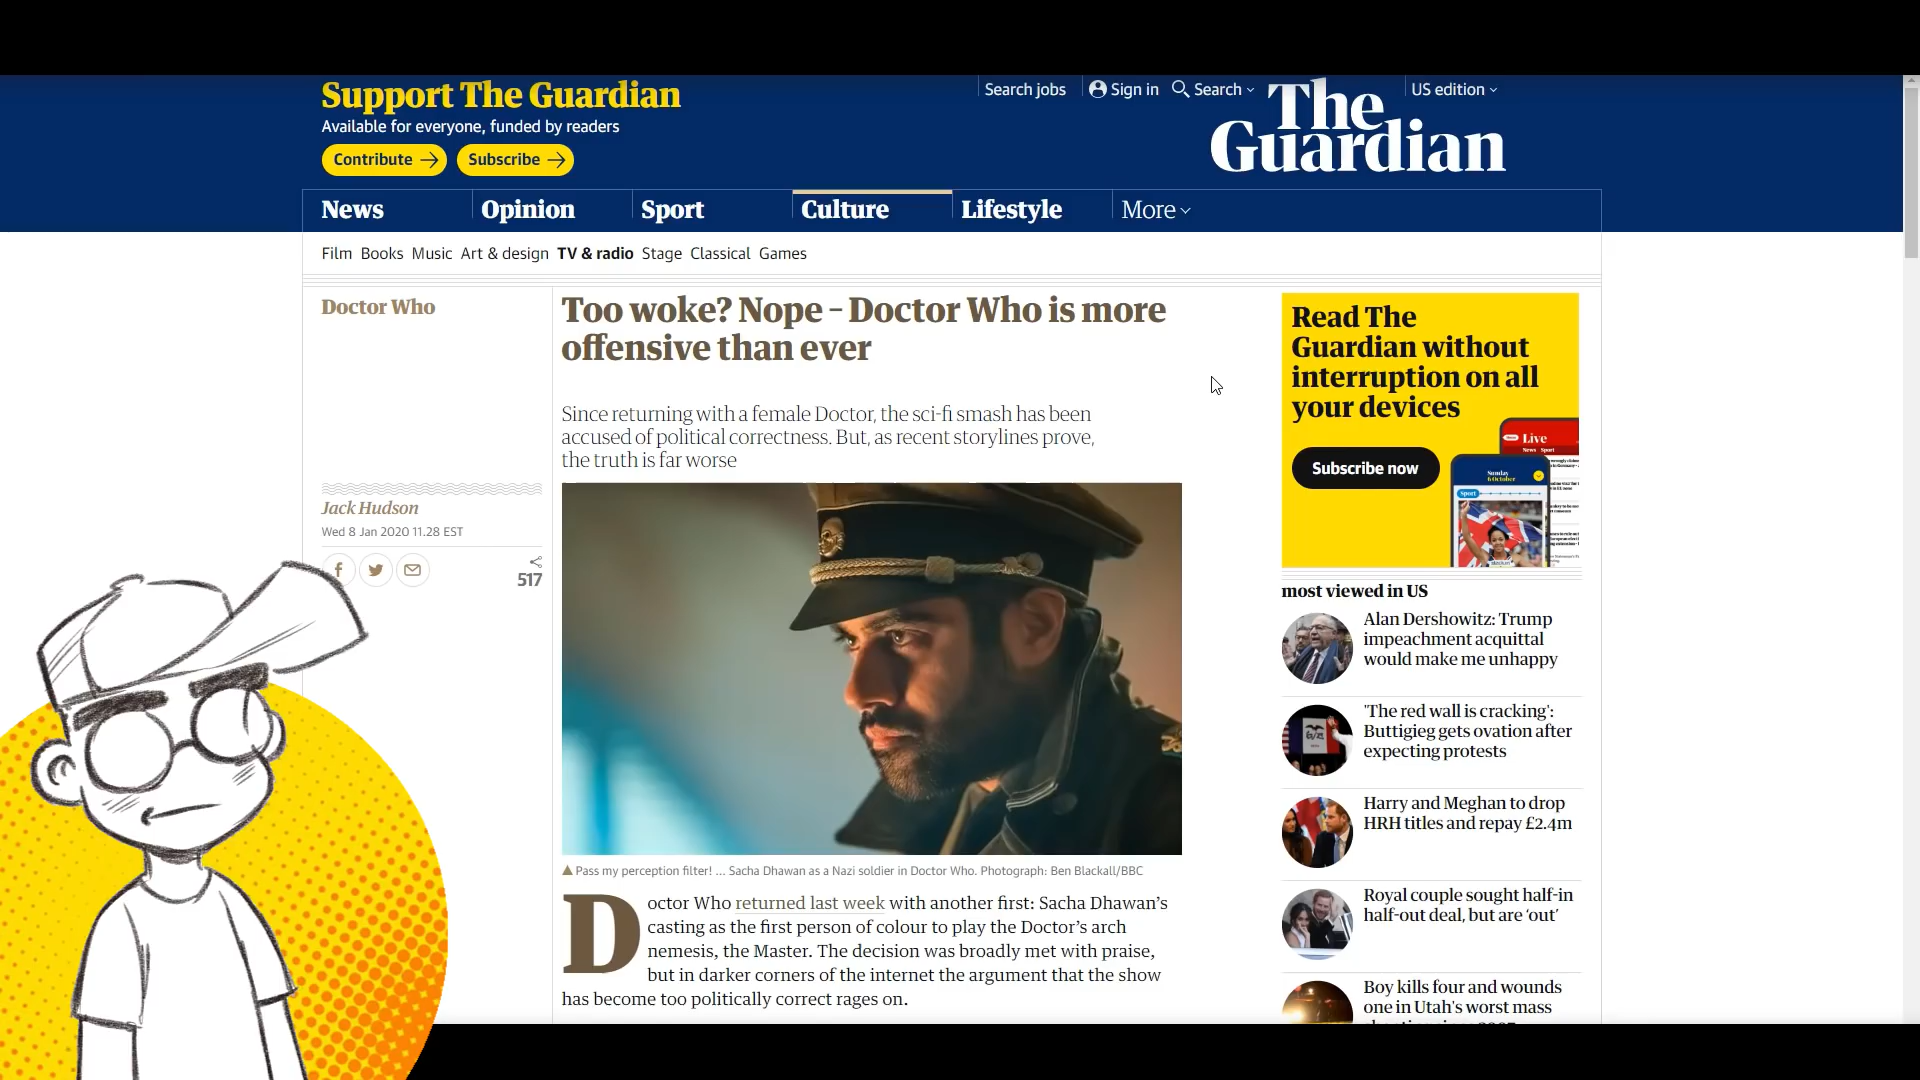 Support The Guardian
Available for everyone, funded by readers
Contribute
Subscribe
Search jobs
Sign in
Search
US edition
The
Guardian
News
Opinion
Sport
Culture
Lifestyle
More
Film
Books
Music
Art & design
TV & radio
Stage
Classical
Games
Doctor Who
Too woke? Nope – Doctor Who is more
offensive than ever
Since returning with a female Doctor, the sci-fi smash has been
accused of political correctness. But, as recent storylines prove,
the truth is far worse
Jack Hudson
Wed 8 Jan 2020 11.28 EST
517
Pass my perception filter! ... Sacha Dhawan as a Nazi soldier in Doctor Who. Photograph: Ben Blackall/BBC
Doctor Who returned last week with another first: Sacha Dhawan's
casting as the first person of colour to play the Doctor's arch
nemesis, the Master. The decision was broadly met with praise,
but in darker corners of the internet the argument that the show
has become too politically correct rages on.
Read The
Guardian without
interruption on all
your devices
Subscribe now
Live
News Sport
Sunday
6 October
Sport
most viewed in US
Alan Dershowitz: Trump
impeachment acquittal
would make me unhappy
'The red wall is cracking':
Buttigieg gets ovation after
expecting protests
Harry and Meghan to drop
HRH titles and repay £2.4m
Royal couple sought half-in
half-out deal, but are 'out'
Boy kills four and wounds
one in Utah's worst mass